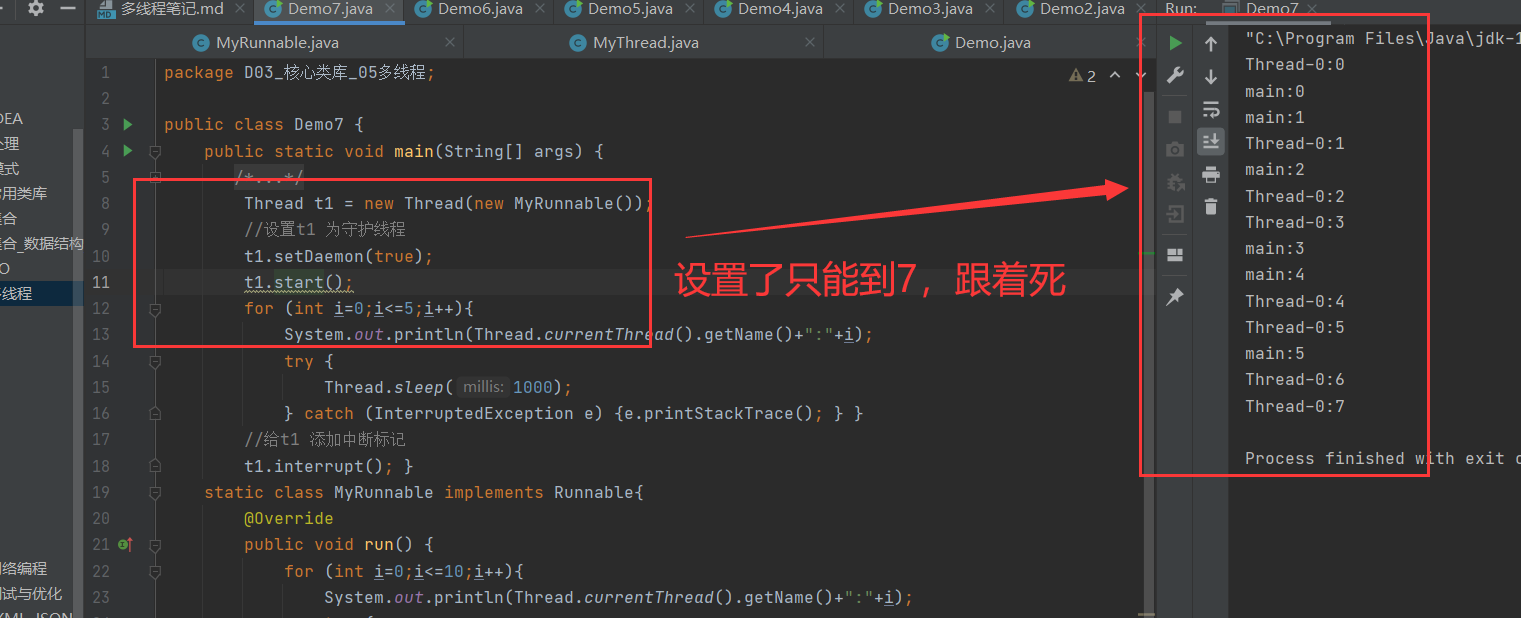 多线程笔记.md
Demo7.java
Demo6.java
Demo5.java
Demo4.java
Demo3.java
Demo2.java
Run:
Demo7
MyRunnable.java
MyThread.java
Demo.java
DEA
处理
模式
常用类库
集合
集合_数据结构
O
线程
网络编程
试与优化
XML JSON
1 package D03_核心类库_05多线程;
2
3 public class Demo7 {
4 public static void main(String[] args) {
5 /*...*/
8 Thread t1 = new Thread(new MyRunnable());
9 //设置t1 为守护线程
10 t1.setDaemon(true);
11 t1.start();
12 for (int i=0;i<=5;i++){
13 System.out.println(Thread.currentThread().getName()+":"+i);
14 try {
15 Thread.sleep( millis: 1000);
16 } catch (InterruptedException e) {e.printStackTrace(); } }
17 //给t1 添加中断标记
18 t1.interrupt(); }
19 static class MyRunnable implements Runnable{
20 @Override
21 public void run() {
22 for (int i=0;i<=10;i++){
23 System.out.println(Thread.currentThread().getName()+":"+i);
2
设置了只能到7，跟着死
"C:\Program Files\Java\jdk-1
Thread-0:0
main:0
main:1
Thread-0:1
main:2
Thread-0:2
Thread-0:3
main:3
main:4
Thread-0:4
Thread-0:5
main:5
Thread-0:6
Thread-0:7
Process finished with exit c